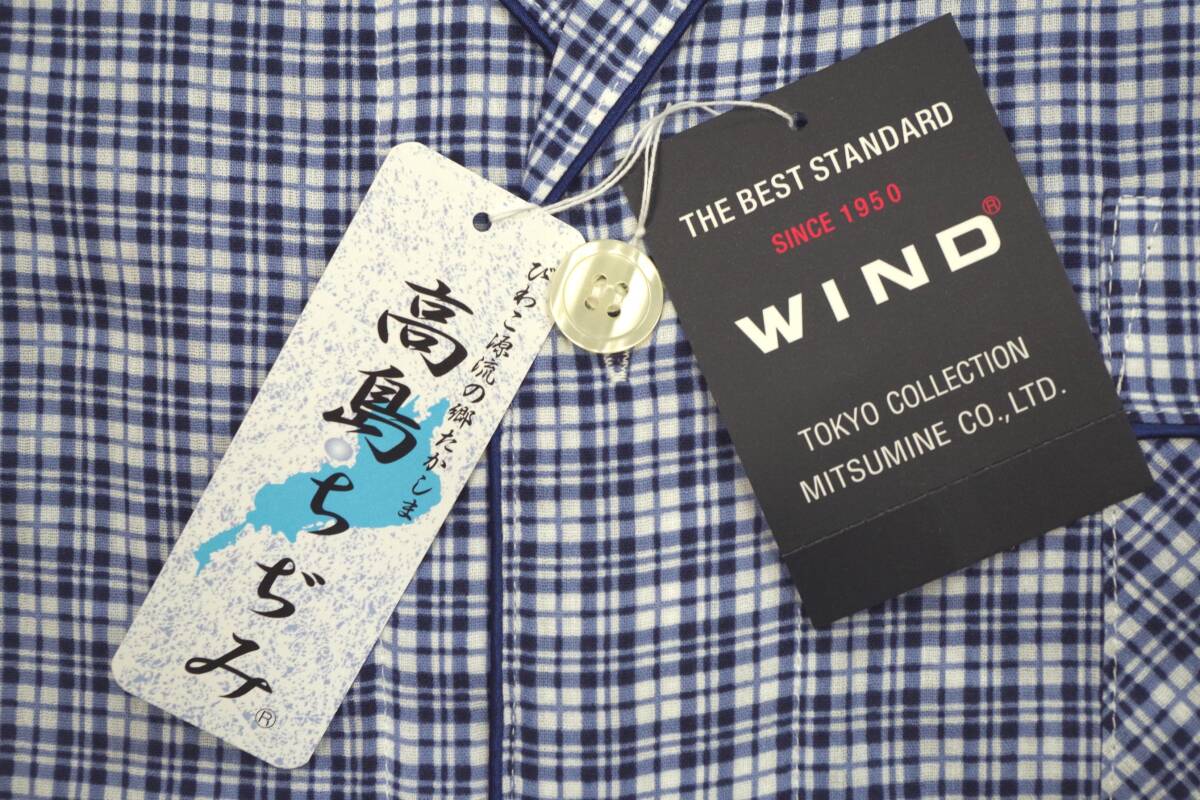 びわこ源流の郷たかしま
高島ちぢみ®
THE BEST STANDARD
SINCE 1950
WIND®
TOKYO COLLECTION
MITSUMINE CO.,LTD.